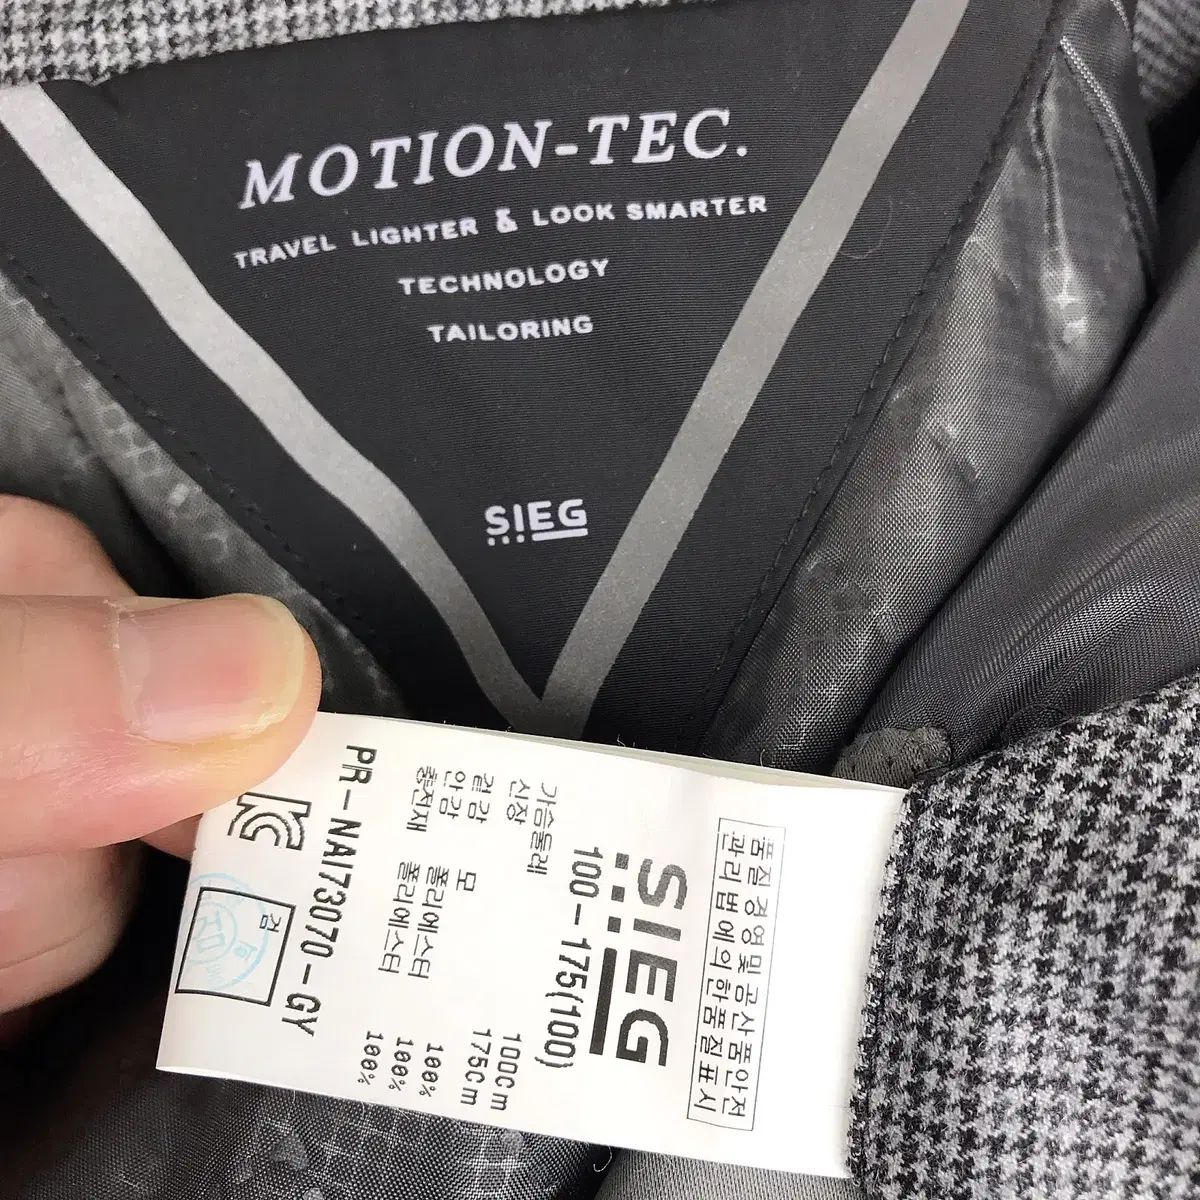 MOTION-TEC.
TRAVEL LIGHTER & LOOK SMARTER
TECHNOLOGY
TAILORING
SIEG
품질경영및공산품안전
관리법에의한품질표시
SIEG
100-175(100)
가슴둘레 100cm
신장 175cm
겉감 모 100%
안감 폴리에스터 100%
충전재 폴리에스터 100%
PR-NA173070-GY
검